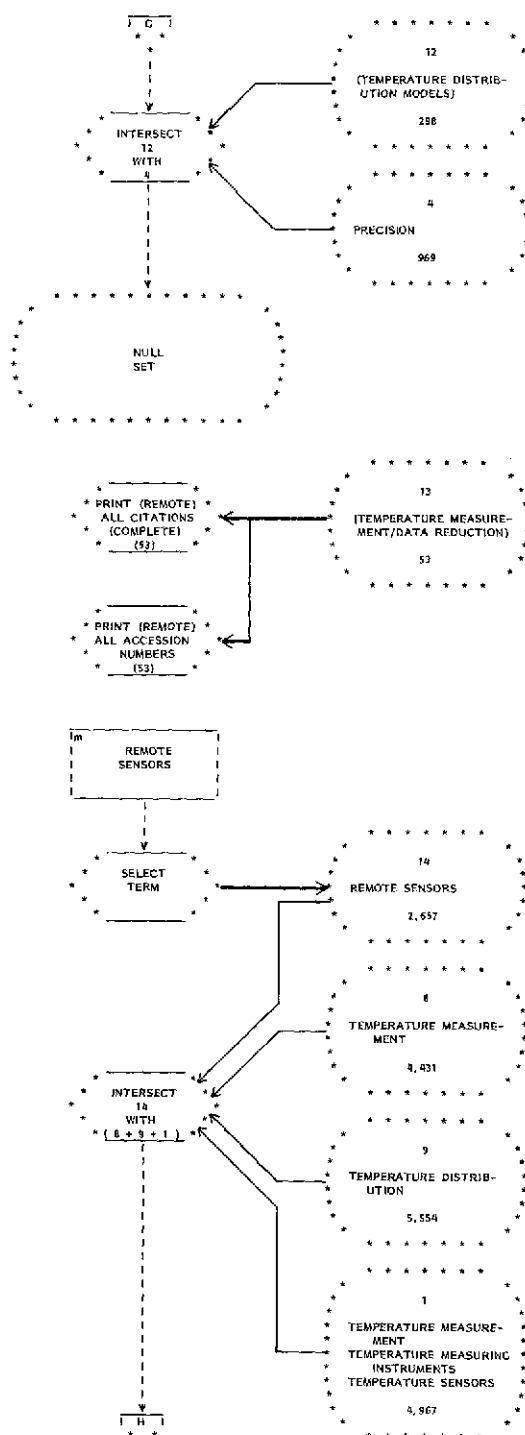 G
12
(TEMPERATURE DISTRIB-
UTION MODELS)
298
INTERSECT
12
WITH
4
4
PRECISION
969
NULL
SET
13
(TEMPERATURE MEASURE-
MENT/DATA REDUCTION)
53
PRINT (REMOTE)
ALL CITATIONS
(COMPLETE)
(53)
PRINT (REMOTE)
ALL ACCESSION
NUMBERS
(53)
m
REMOTE
SENSORS
SELECT
TERM
14
REMOTE SENSORS
2,657
8
TEMPERATURE MEASURE-
MENT
4,431
INTERSECT
14
WITH
(8 + 9 + 1)
9
TEMPERATURE DISTRIB-
UTION
5,554
1
TEMPERATURE MEASURE-
MENT
TEMPERATURE MEASURING
INSTRUMENTS
TEMPERATURE SENSORS
4,967
H